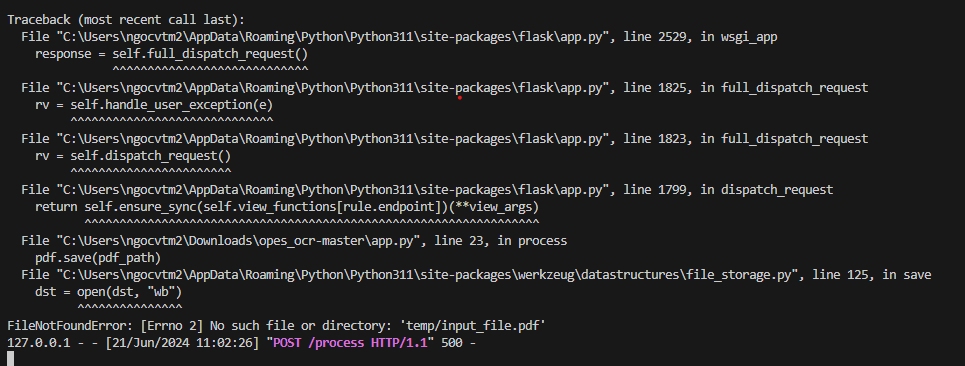 Traceback (most recent call last):
  File "C:\Users\ngocvtm2\AppData\Roaming\Python\Python311\site-packages\flask\app.py", line 2529, in wsgi_app
    response = self.full_dispatch_request()
               ^^^^^^^^^^^^^^^^^^^^^^^^^^^^
  File "C:\Users\ngocvtm2\AppData\Roaming\Python\Python311\site-packages\flask\app.py", line 1825, in full_dispatch_request
    rv = self.handle_user_exception(e)
         ^^^^^^^^^^^^^^^^^^^^^^^^^^^^^
  File "C:\Users\ngocvtm2\AppData\Roaming\Python\Python311\site-packages\flask\app.py", line 1823, in full_dispatch_request
    rv = self.dispatch_request()
         ^^^^^^^^^^^^^^^^^^^^^^^
  File "C:\Users\ngocvtm2\AppData\Roaming\Python\Python311\site-packages\flask\app.py", line 1799, in dispatch_request
    return self.ensure_sync(self.view_functions[rule.endpoint])(**view_args)
           ^^^^^^^^^^^^^^^^^^^^^^^^^^^^^^^^^^^^^^^^^^^^^^^^^^^^^^^^^^^^^^^^^
  File "C:\Users\ngocvtm2\Downloads\opes_ocr-master\app.py", line 23, in process
    pdf.save(pdf_path)
  File "C:\Users\ngocvtm2\AppData\Roaming\Python\Python311\site-packages\werkzeug\datastructures\file_storage.py", line 125, in save
    dst = open(dst, "wb")
          ^^^^^^^^^^^^^^^
FileNotFoundError: [Errno 2] No such file or directory: 'temp/input_file.pdf'
127.0.0.1 - - [21/Jun/2024 11:02:26] "POST /process HTTP/1.1" 500 -